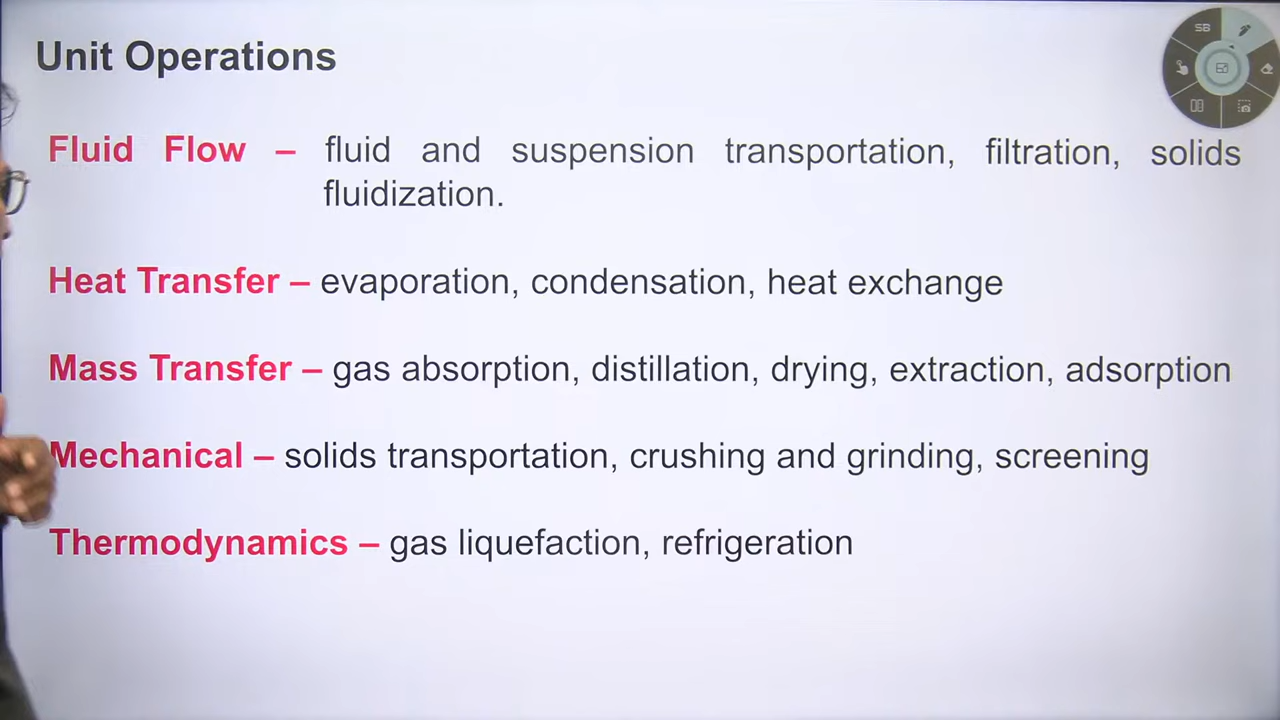 Unit Operations
SB
Fluid Flow – fluid and suspension transportation, filtration, solids
fluidization.
Heat Transfer – evaporation, condensation, heat exchange
Mass Transfer – gas absorption, distillation, drying, extraction, adsorption
Mechanical – solids transportation, crushing and grinding, screening
Thermodynamics – gas liquefaction, refrigeration